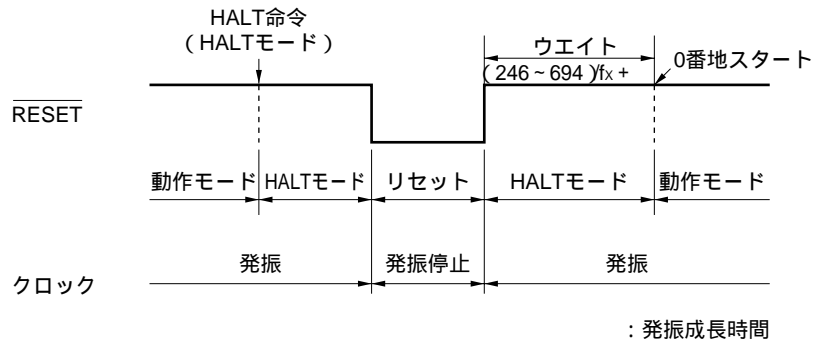 HALT命令
(HALTモード)
ウエイト
(246~694)/fx +
0番地スタート
RESET
動作モード
HALTモード
リセット
HALTモード
動作モード
クロック
発振
発振停止
発振
:発振成長時間